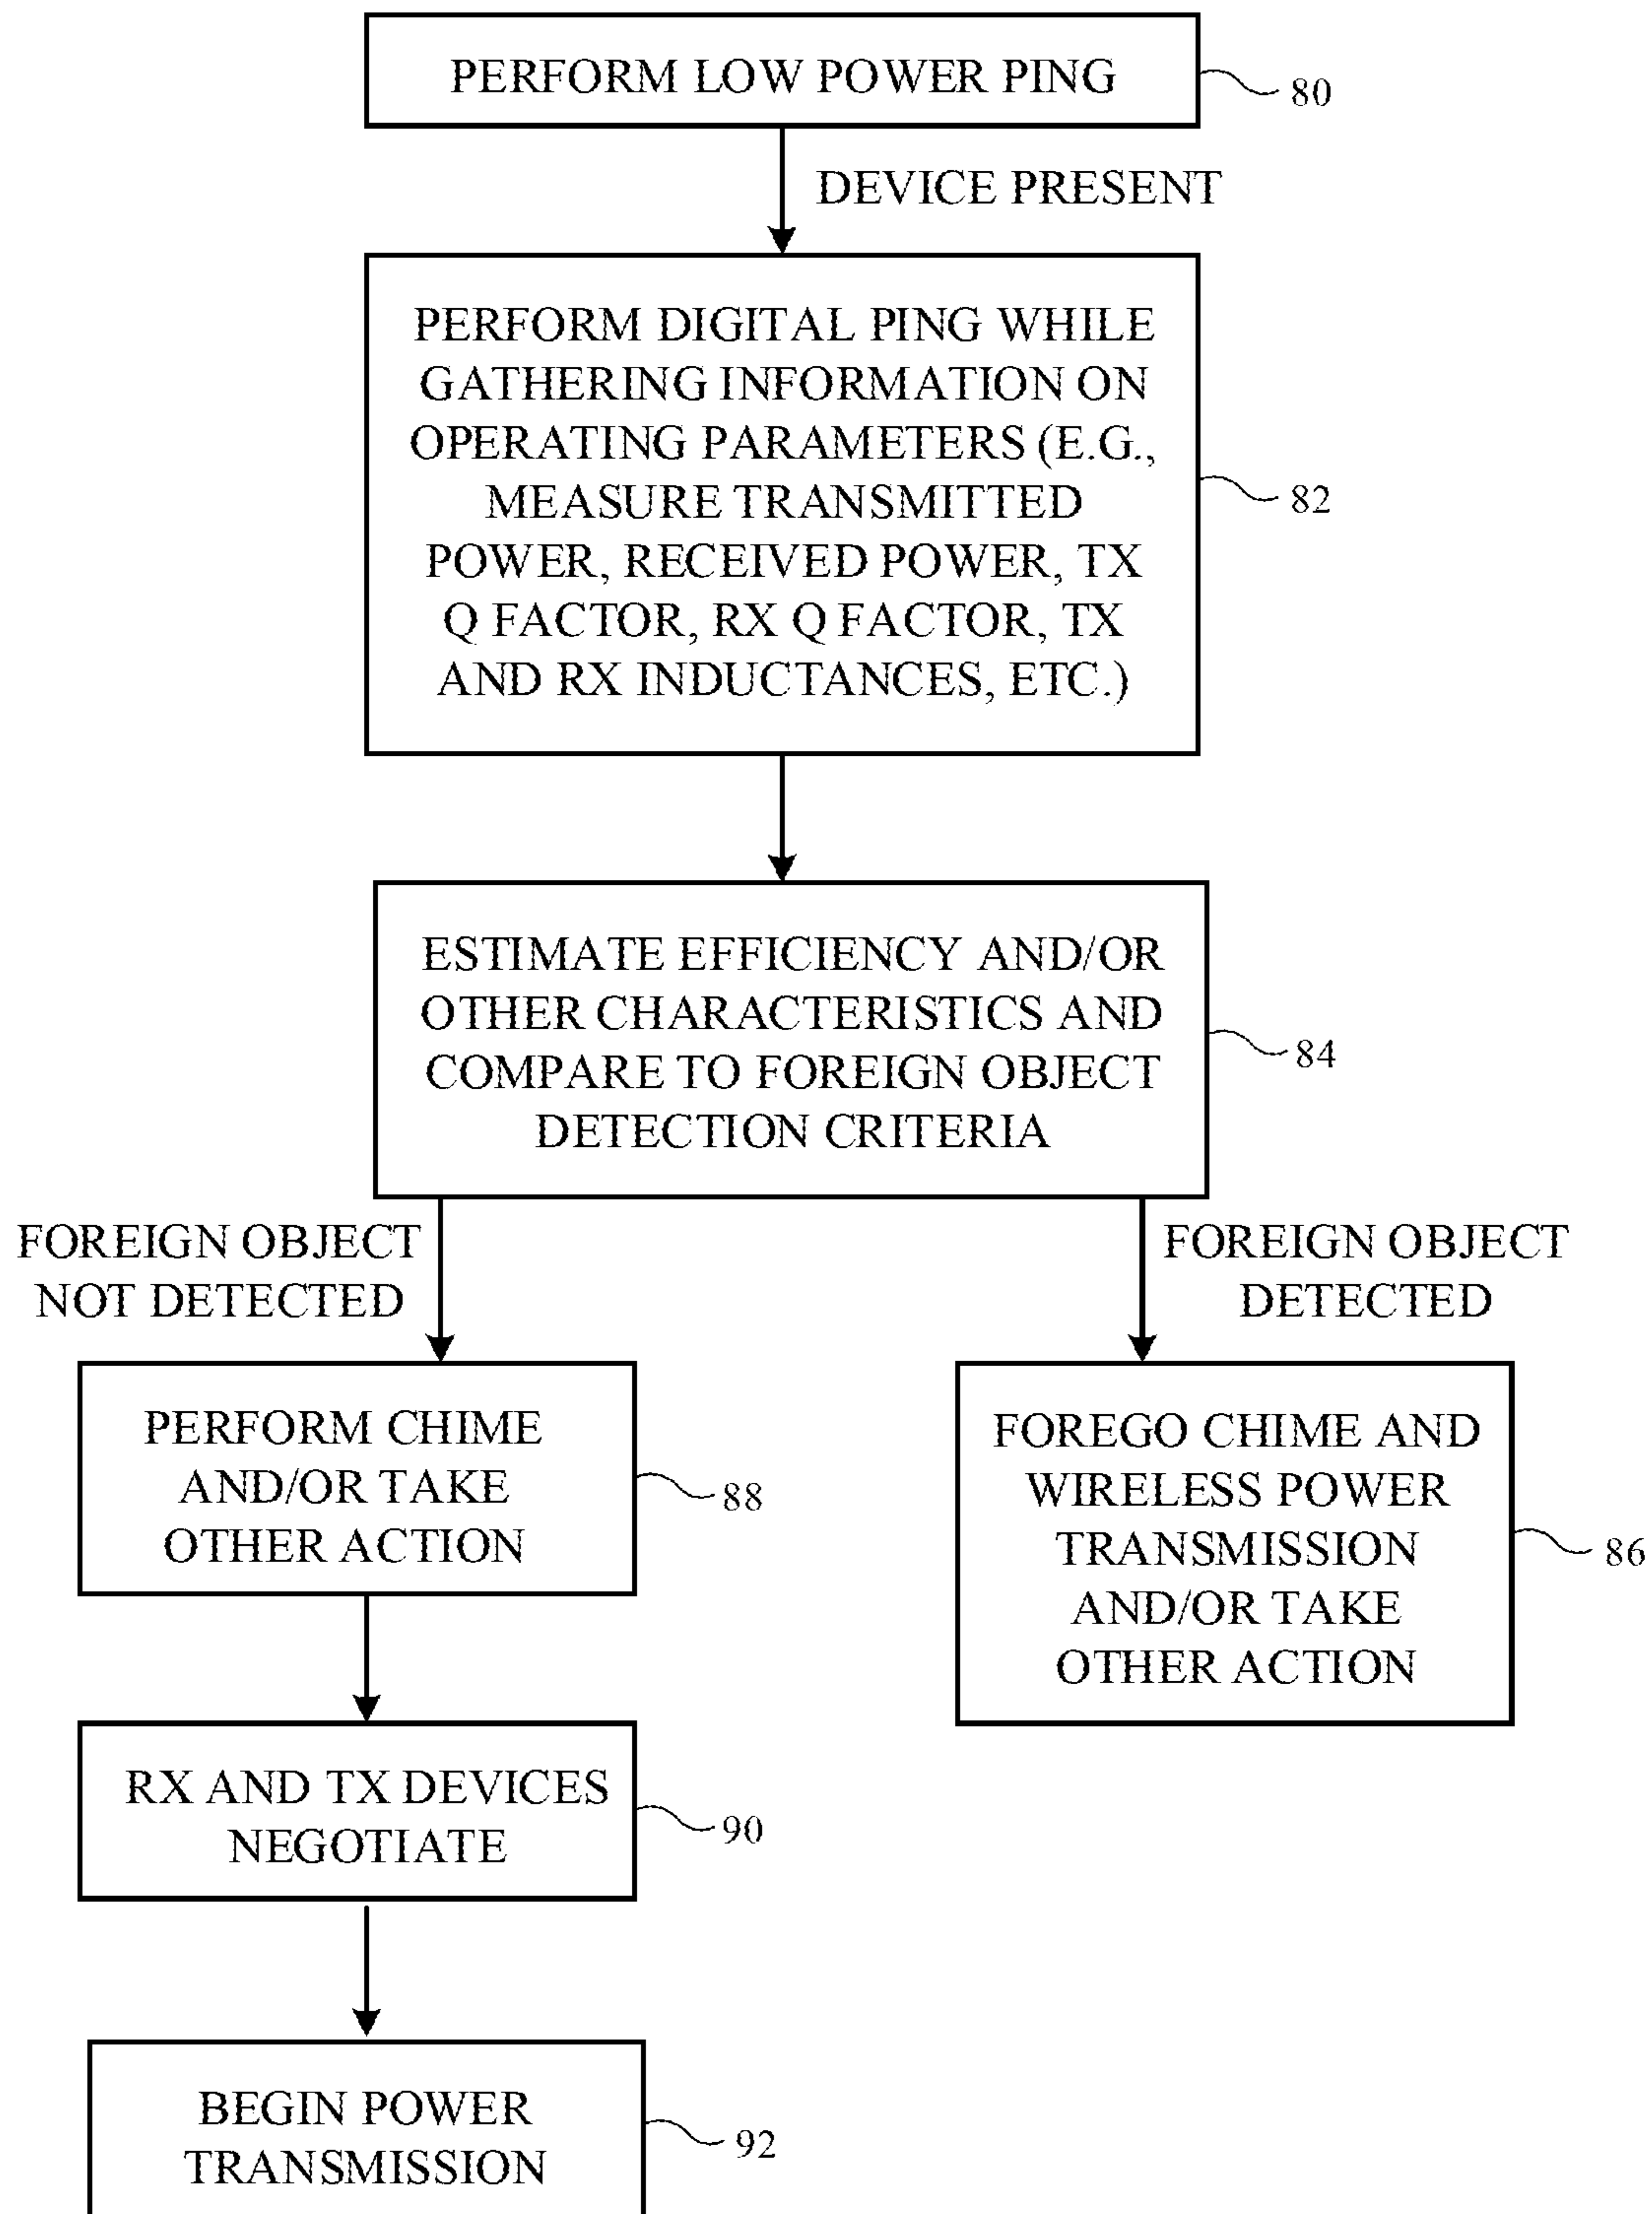 PERFORM LOW POWER PING
80
DEVICE PRESENT
PERFORM DIGITAL PING WHILE
GATHERING INFORMATION ON
OPERATING PARAMETERS (E.G.,
MEASURE TRANSMITTED
POWER, RECEIVED POWER, TX
Q FACTOR, RX Q FACTOR, TX
AND RX INDUCTANCES, ETC.)
82
ESTIMATE EFFICIENCY AND/OR
OTHER CHARACTERISTICS AND
COMPARE TO FOREIGN OBJECT
DETECTION CRITERIA
84
FOREIGN OBJECT
NOT DETECTED
FOREIGN OBJECT
DETECTED
PERFORM CHIME
AND/OR TAKE
OTHER ACTION
88
FOREGO CHIME AND
WIRELESS POWER
TRANSMISSION
AND/OR TAKE
OTHER ACTION
86
RX AND TX DEVICES
NEGOTIATE
90
BEGIN POWER
TRANSMISSION
92